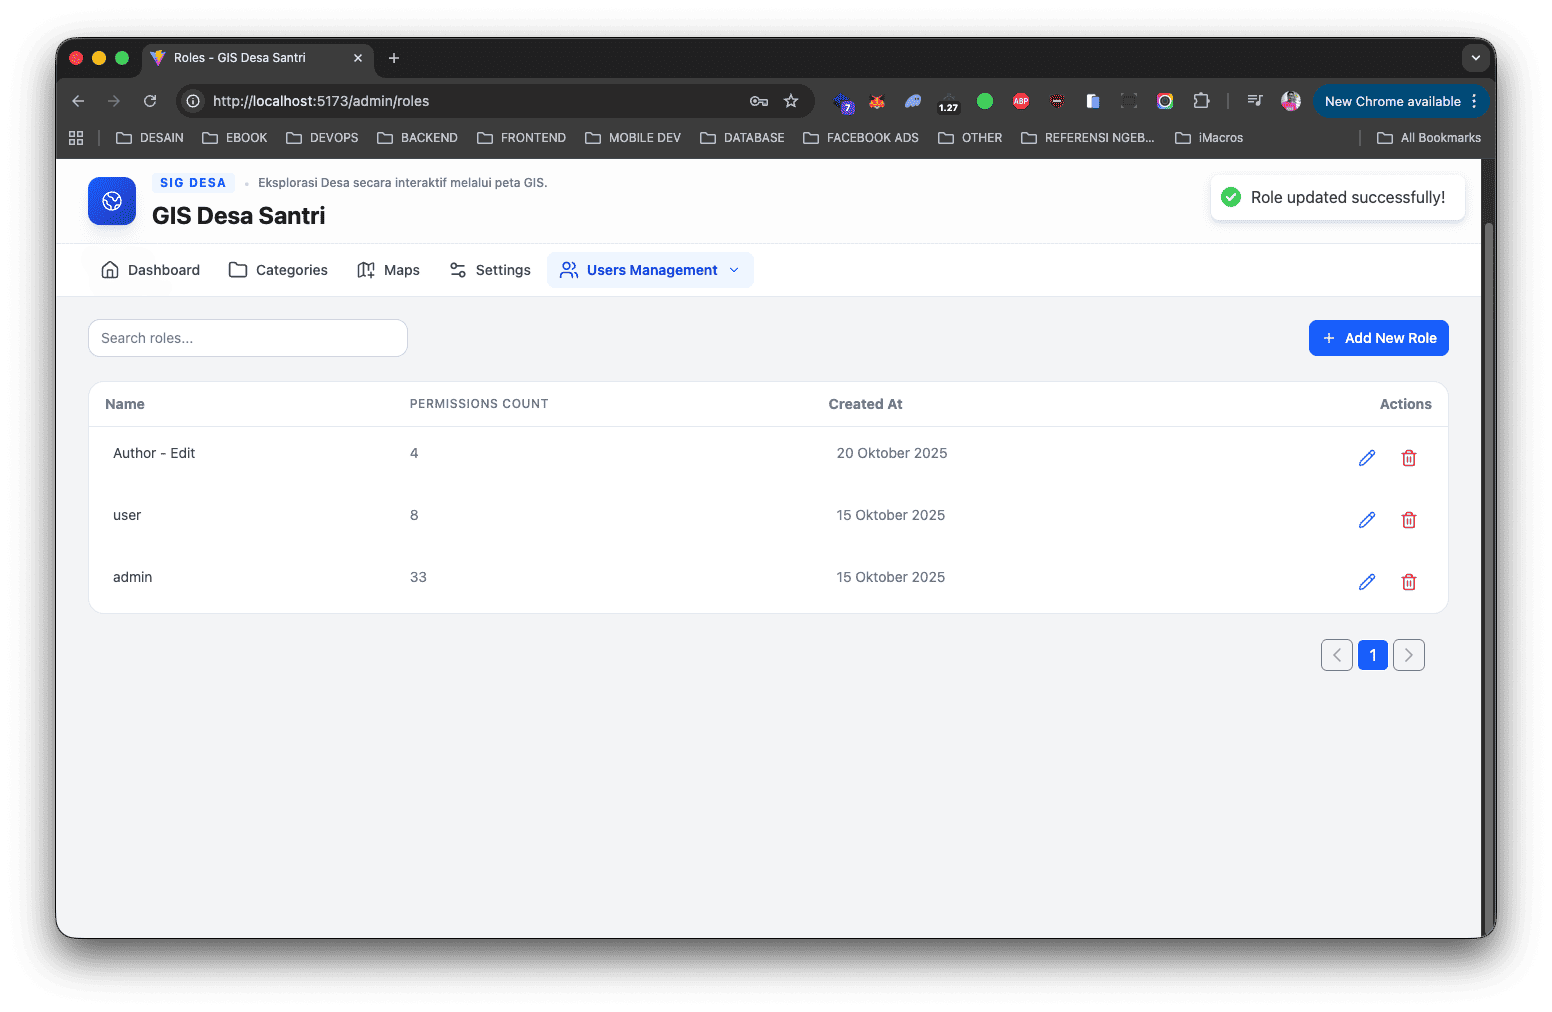 Roles - GIS Desa Santri
http://localhost:5173/admin/roles
7
1.27
ABP
New Chrome available
DESAIN
EBOOK
DEVOPS
BACKEND
FRONTEND
MOBILE DEV
DATABASE
FACEBOOK ADS
OTHER
REFERENSI NGEB...
iMacros
All Bookmarks
SIG DESA
Eksplorasi Desa secara interaktif melalui peta GIS.
GIS Desa Santri
Role updated successfully!
Dashboard
Categories
Maps
Settings
Users Management
Search roles...
+ Add New Role
Name PERMISSIONS COUNT Created At Actions
Author - Edit 4 20 Oktober 2025
user 8 15 Oktober 2025
admin 33 15 Oktober 2025
1